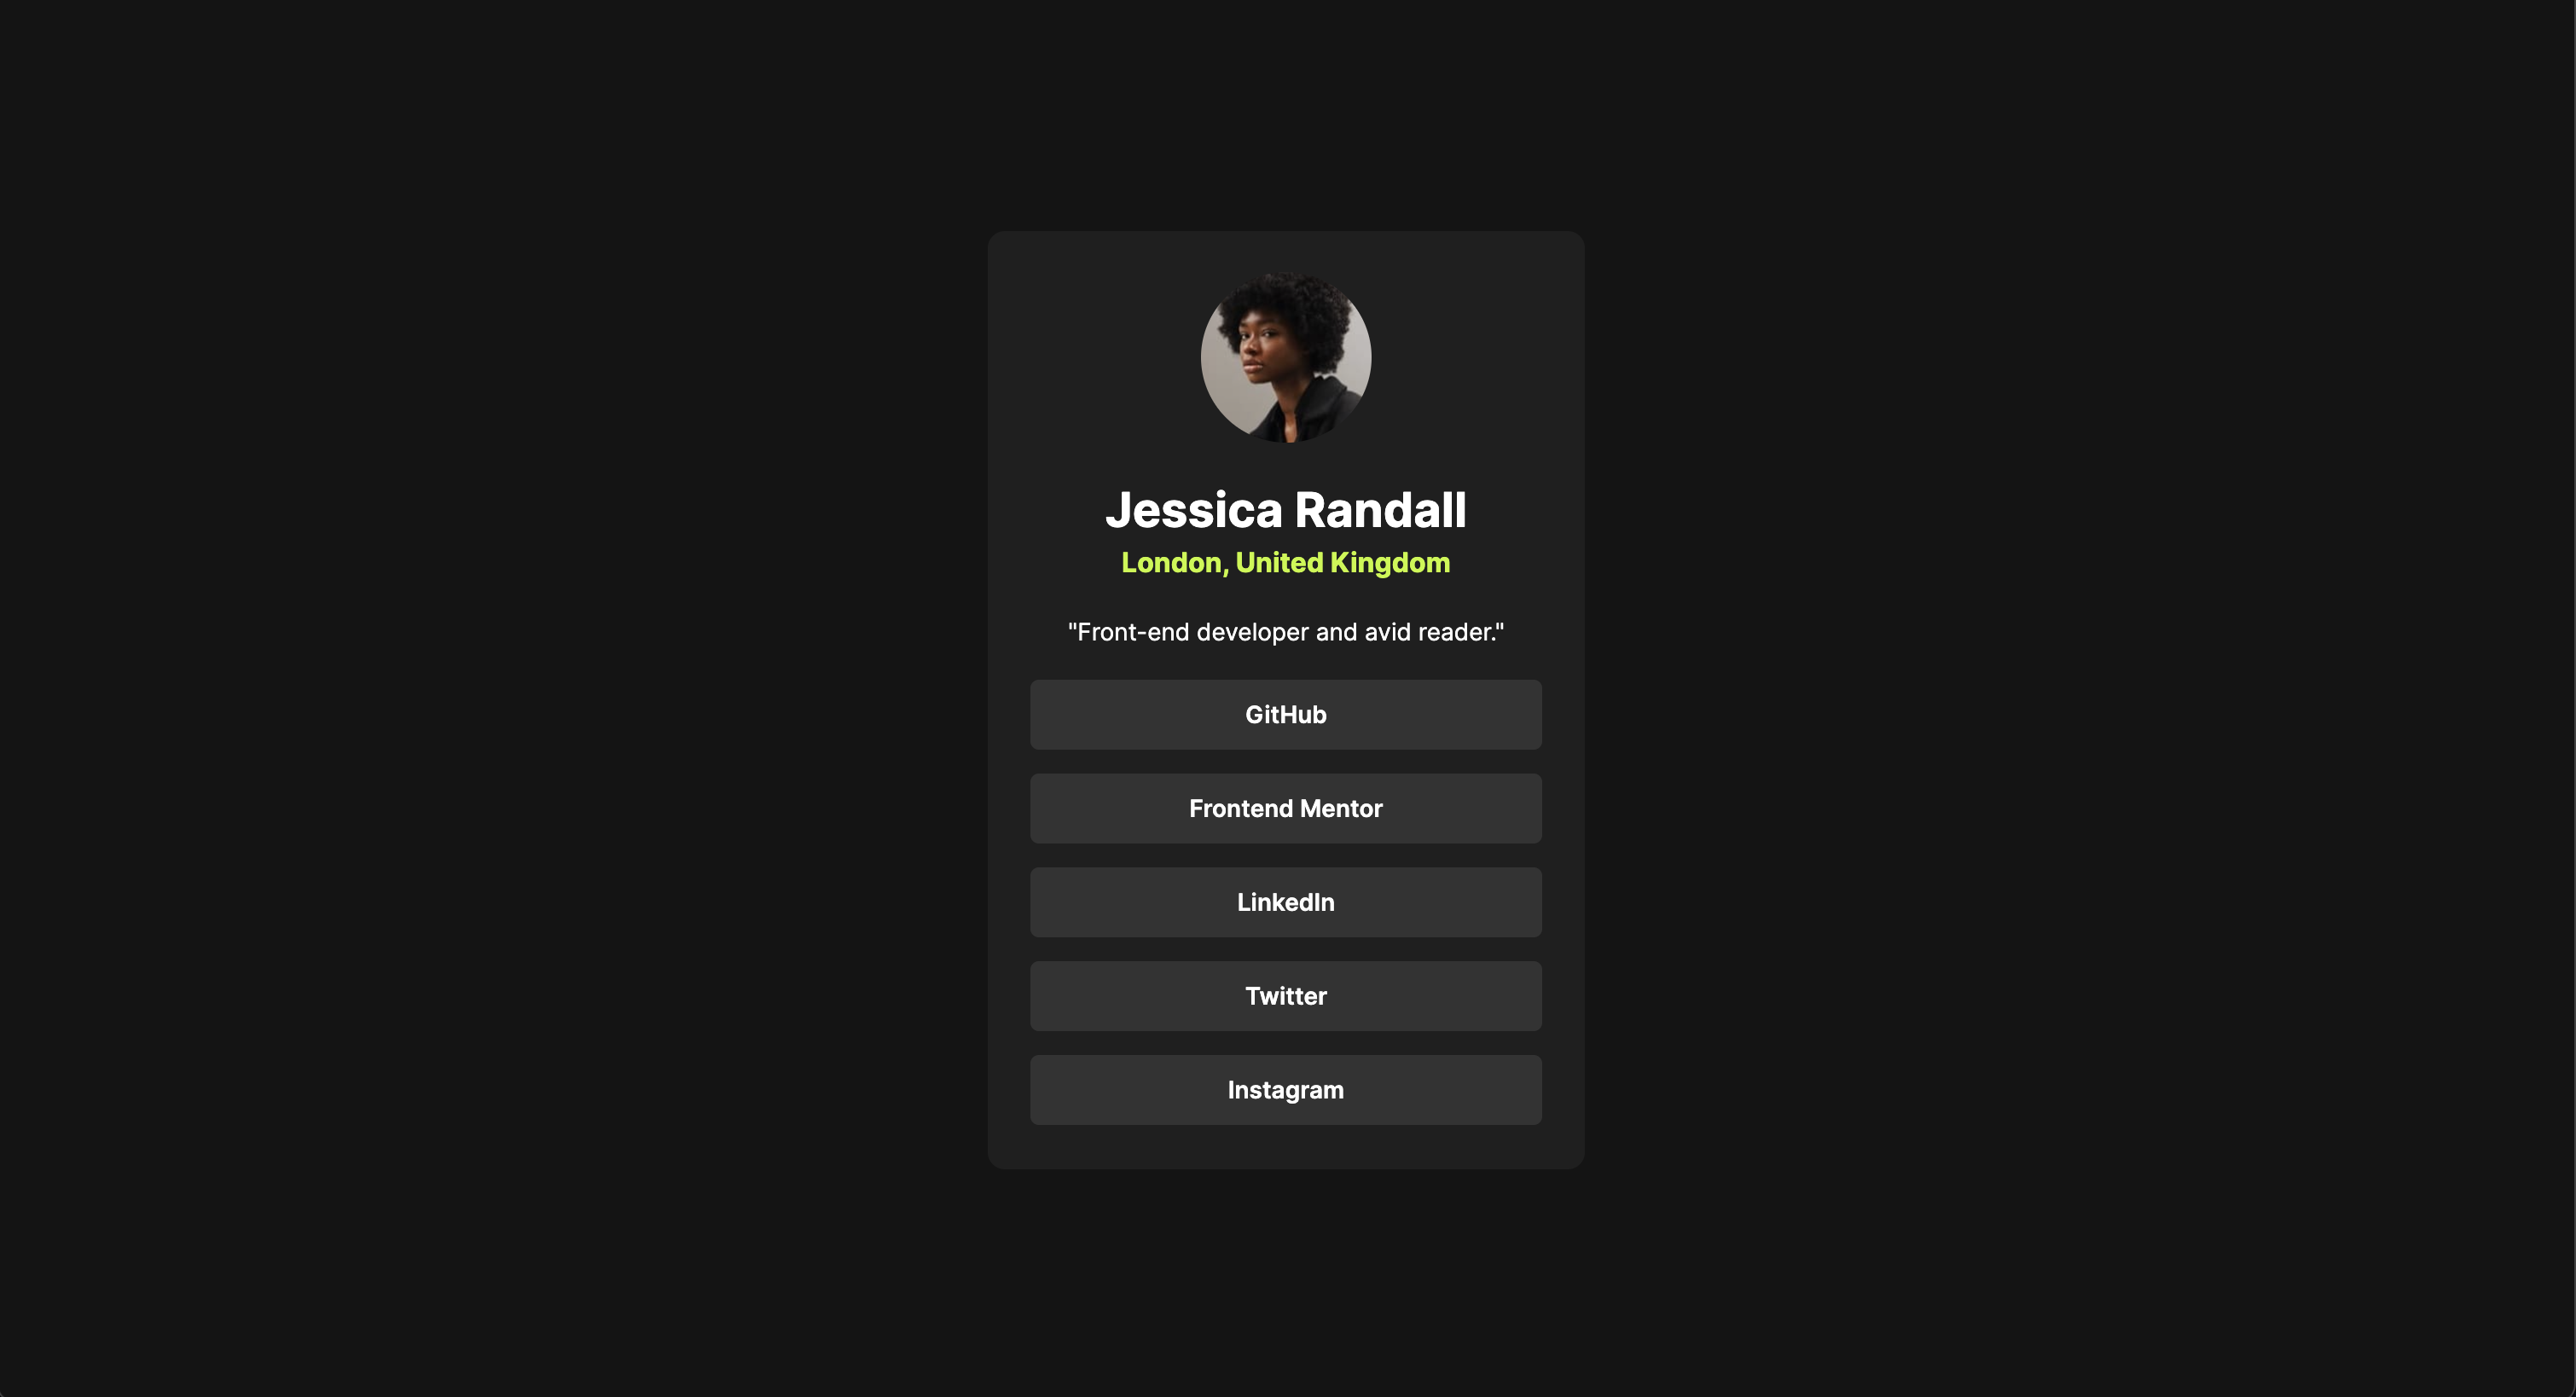 Jessica Randall
London, United Kingdom
"Front-end developer and avid reader."
GitHub
Frontend Mentor
LinkedIn
Twitter
Instagram